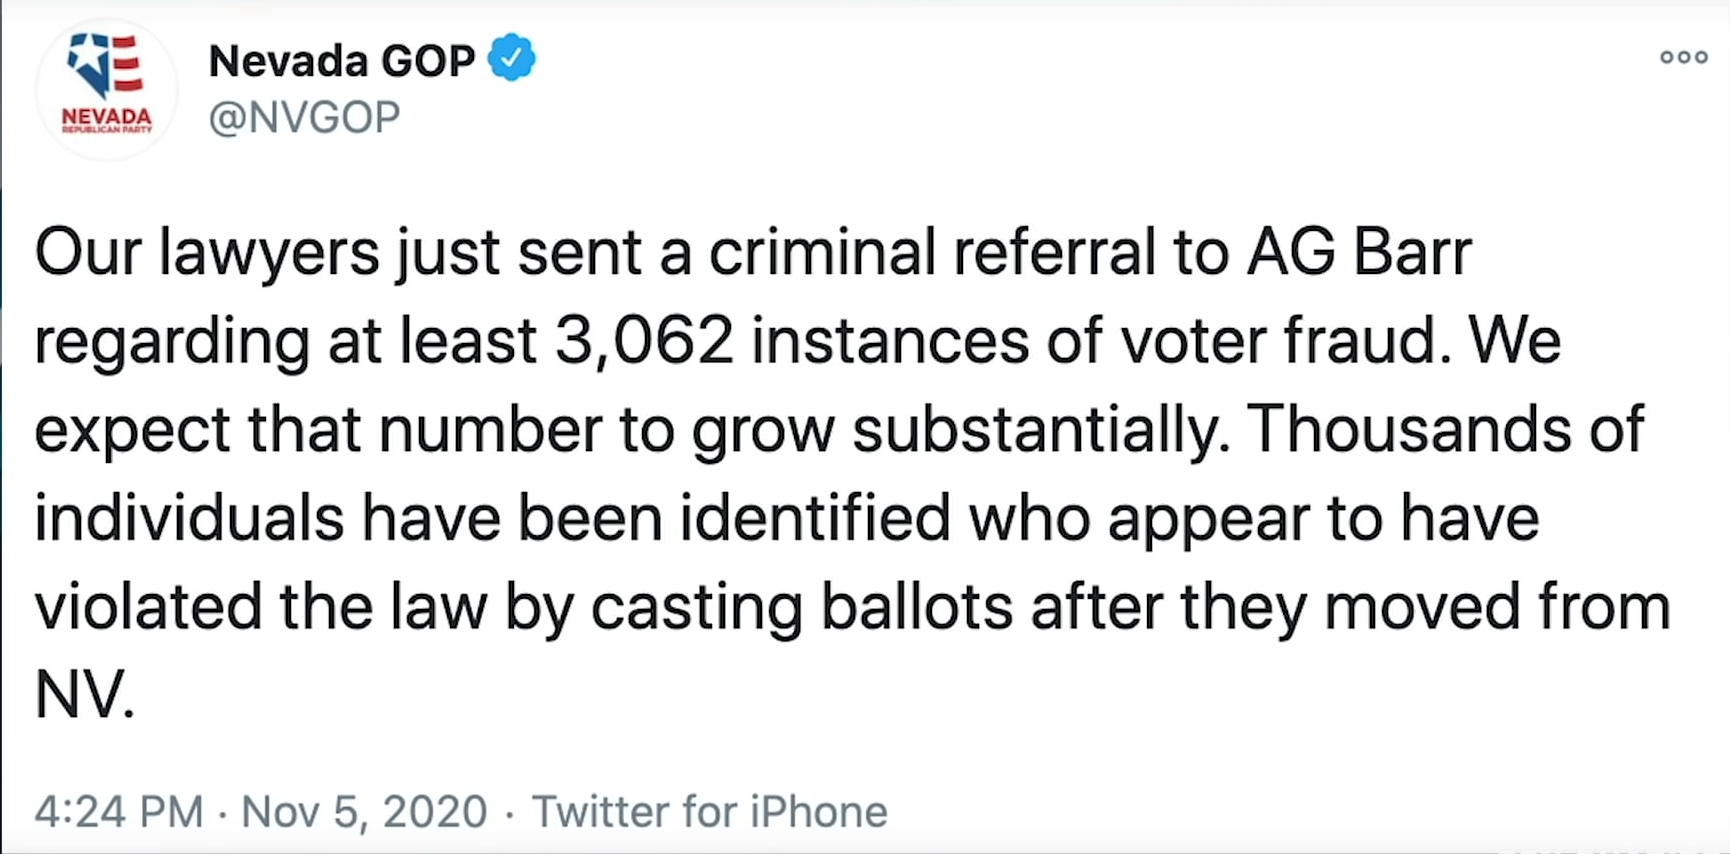 Nevada GOP
@NVGOP
NEVADA
REPUBLICAN PARTY
Our lawyers just sent a criminal referral to AG Barr
regarding at least 3,062 instances of voter fraud. We
expect that number to grow substantially. Thousands of
individuals have been identified who appear to have
violated the law by casting ballots after they moved from
NV.
4:24 PM · Nov 5, 2020 · Twitter for iPhone